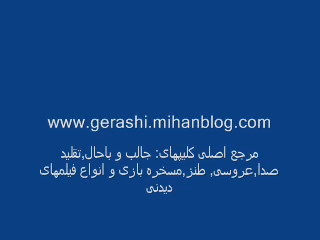 www.gerashi.mihanblog.com
مرجع اصلی کلیپهای: جالب و باحال,تقلید
صدا,عروسی, طنز,مسخره بازی و انواع فیلمهای
دیدنی